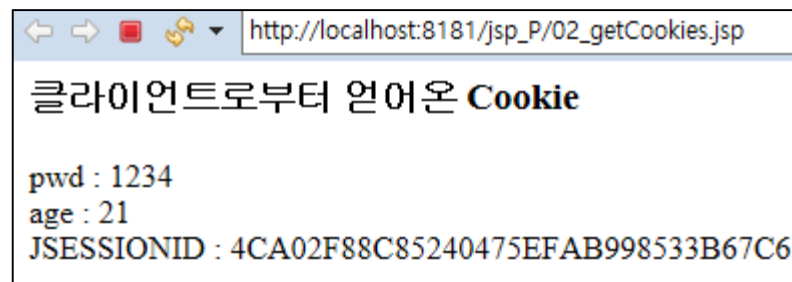 http://localhost:8181/jsp_P/02_getCookies.jsp
클라이언트로부터 얻어온 Cookie
pwd : 1234
age : 21
JSESSIONID : 4CA02F88C85240475EFAB998533B67C6